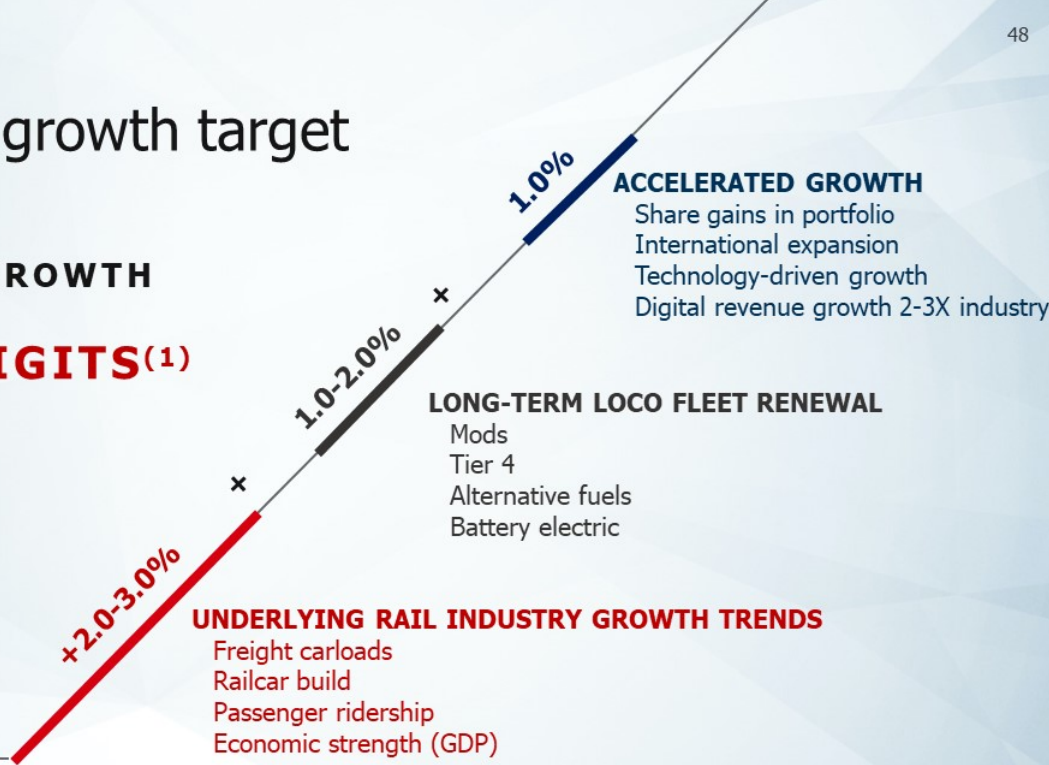 48
growth target
ROWTH
IGITS(1)
1.0%
ACCELERATED GROWTH
Share gains in portfolio
International expansion
Technology-driven growth
Digital revenue growth 2-3X industry
+
1.0-2.0%
LONG-TERM LOCO FLEET RENEWAL
Mods
Tier 4
Alternative fuels
Battery electric
+
+2.0-3.0%
UNDERLYING RAIL INDUSTRY GROWTH TRENDS
Freight carloads
Railcar build
Passenger ridership
Economic strength (GDP)